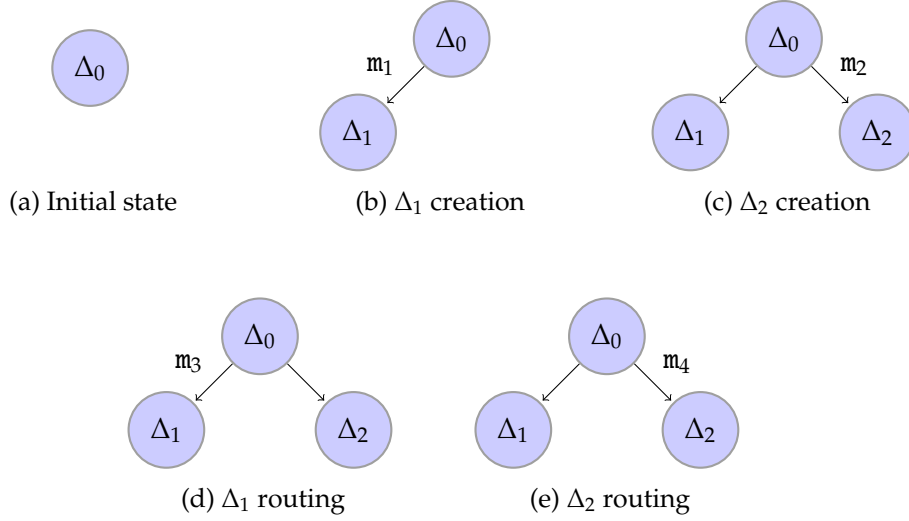 Δ₀
(a) Initial state
Δ₀
m₁
Δ₁
(b) Δ₁ creation
Δ₀
m₂
Δ₁
Δ₂
(c) Δ₂ creation
Δ₀
m₃
Δ₁
Δ₂
(d) Δ₁ routing
Δ₀
m₄
Δ₁
Δ₂
(e) Δ₂ routing